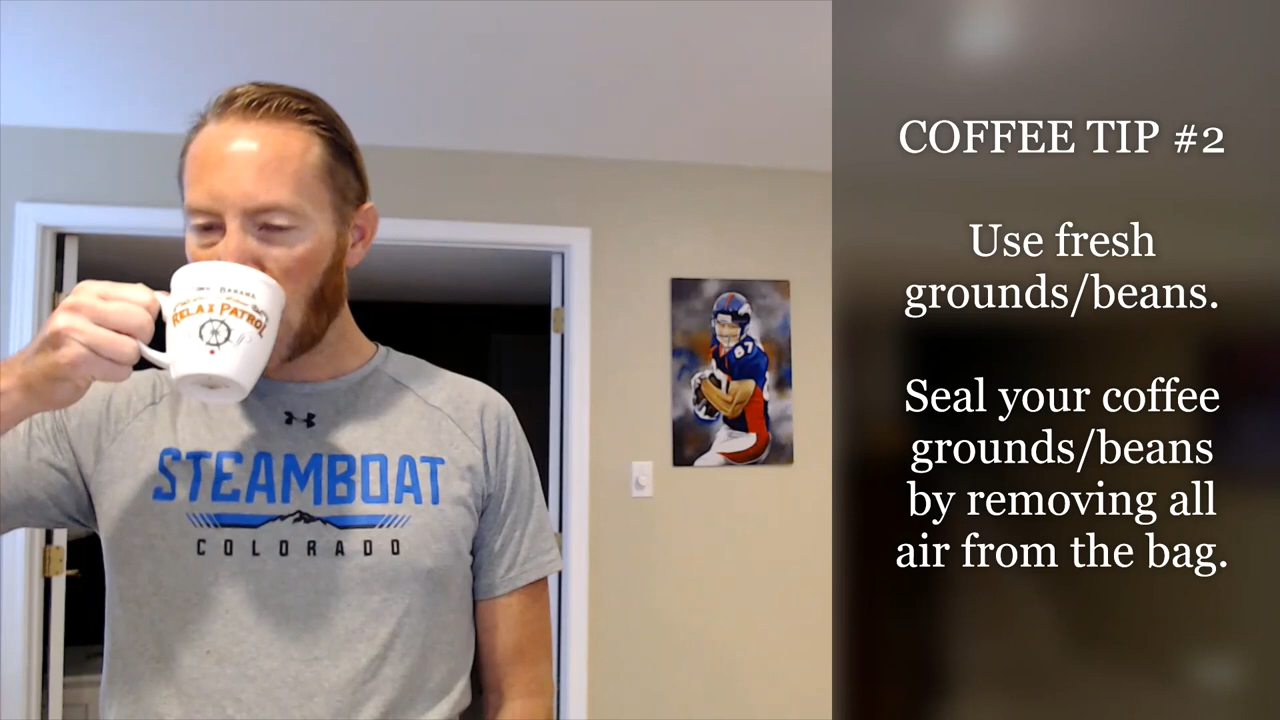 BANANA
RELAX PATROL
STEAMBOAT
COLORADO
87
COFFEE TIP #2
Use fresh
grounds/beans.
Seal your coffee
grounds/beans
by removing all
air from the bag.